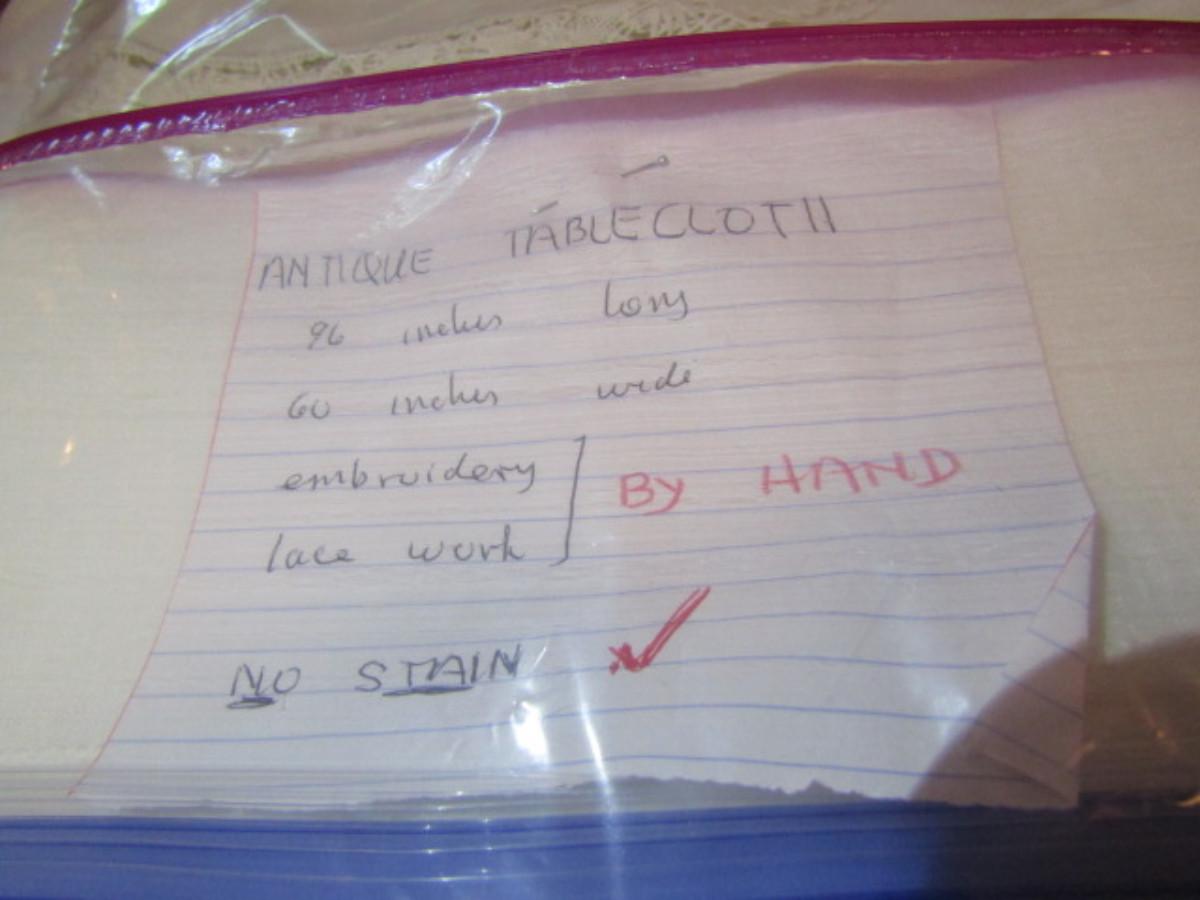 ANTIQUE TABLECLOTH
96 inches long
60 inches wide
embroidery
lace work
BY HAND
NO STAIN ✓